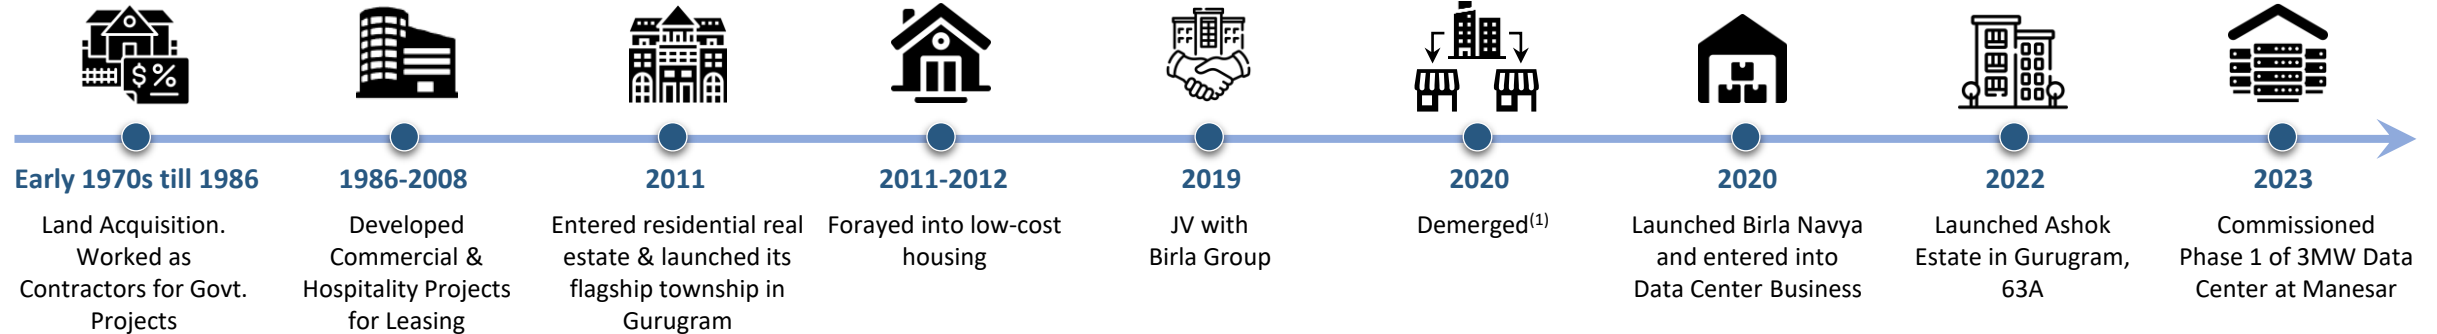 $%
Early 1970s till 1986
Land Acquisition.
Worked as
Contractors for Govt.
Projects
1986-2008
Developed
Commercial &
Hospitality Projects
for Leasing
2011
Entered residential real
estate & launched its
flagship township in
Gurugram
2011-2012
Forayed into low-cost
housing
2019
JV with
Birla Group
2020
Demerged(1)
2020
Launched Birla Navya
and entered into
Data Center Business
2022
Launched Ashok
Estate in Gurugram,
63A
2023
Commissioned
Phase 1 of 3MW Data
Center at Manesar